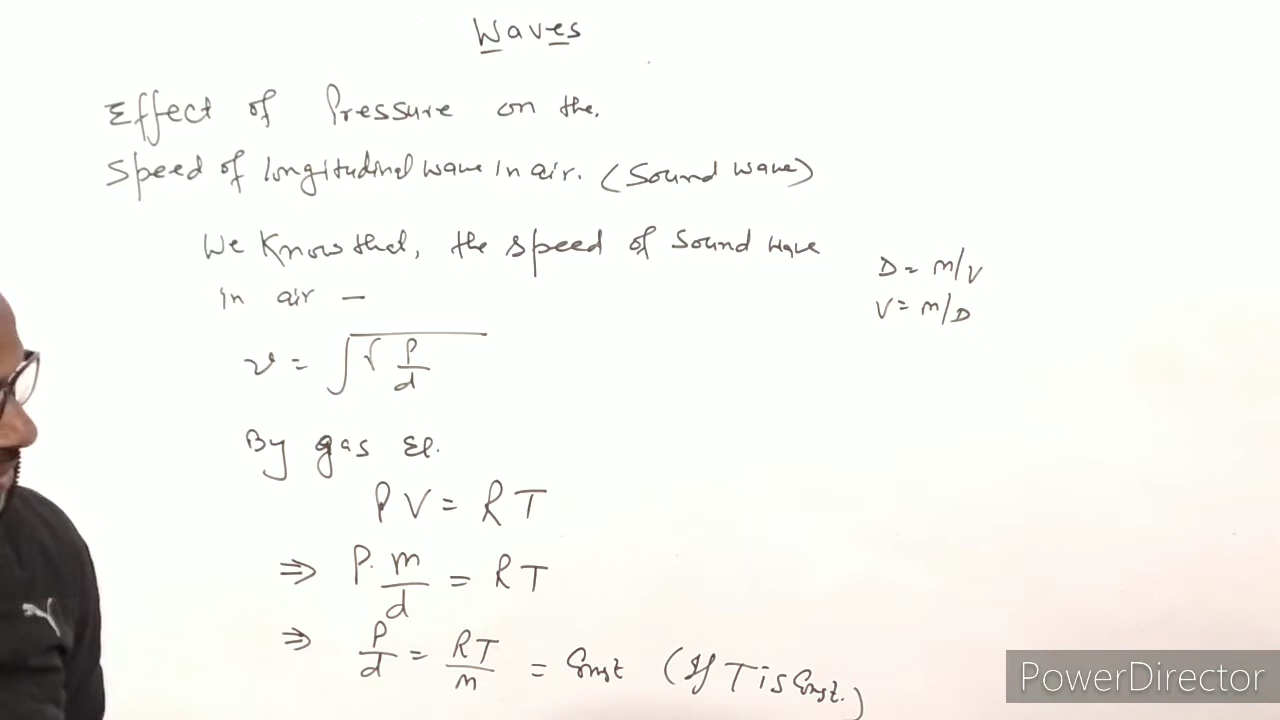 Waves
Effect of Pressure on the.
Speed of longitudinal wave in air. (Sound wave)
We Know that, the speed of sound wave
in air —
D = m/V
V = m/D
v = √(γ P/d)
By gas Eq.
PV = RT
⇒ P. m/d = RT
⇒ P/d = RT/m = Const (If T is Const.)
PowerDirector